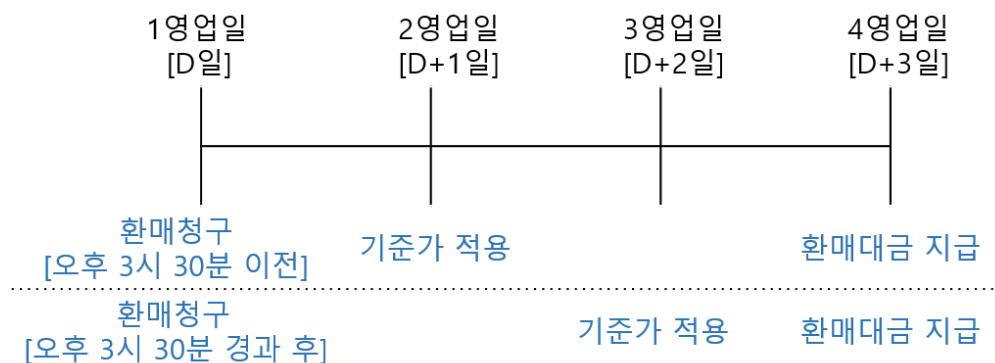 1영업일 2영업일 3영업일 4영업일
[D일] [D+1일] [D+2일] [D+3일]
환매청구
[오후 3시 30분 이전] 기준가 적용 환매대금 지급
환매청구
[오후 3시 30분 경과 후] 기준가 적용 환매대금 지급